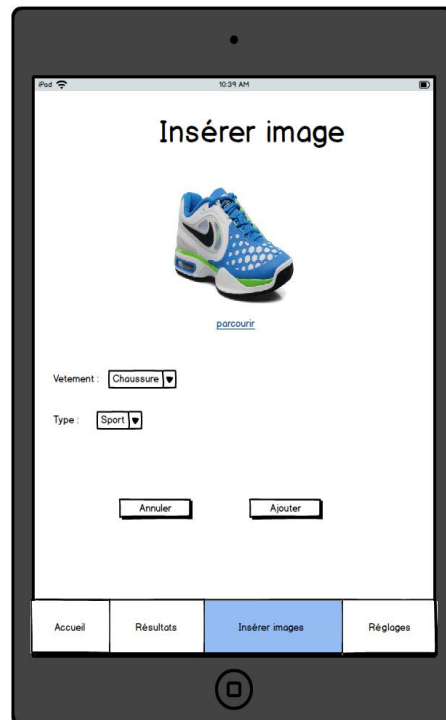 iPod 10:39 AM
Insérer image
parcourir
Vetement : Chaussure
Type : Sport
Annuler Ajouter
Accueil Résultats Insérer images Réglages